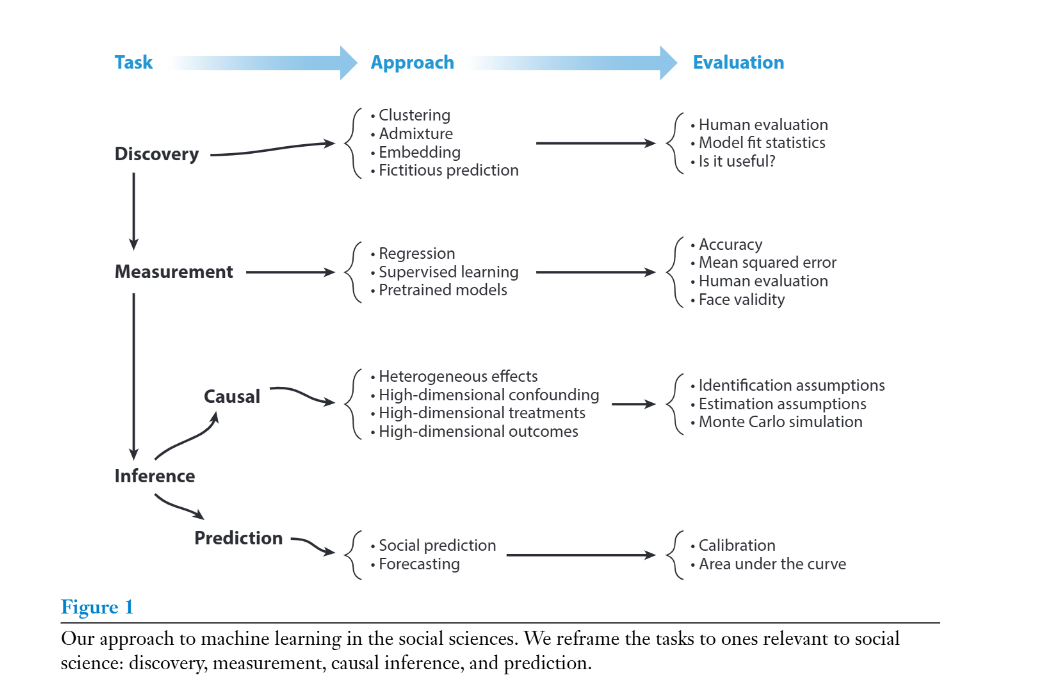 Task Approach Evaluation
Discovery
• Clustering
• Admixture
• Embedding
• Fictitious prediction
• Human evaluation
• Model fit statistics
• Is it useful?
Measurement
• Regression
• Supervised learning
• Pretrained models
• Accuracy
• Mean squared error
• Human evaluation
• Face validity
Inference
Causal
• Heterogeneous effects
• High-dimensional confounding
• High-dimensional treatments
• High-dimensional outcomes
• Identification assumptions
• Estimation assumptions
• Monte Carlo simulation
Prediction
• Social prediction
• Forecasting
• Calibration
• Area under the curve
Figure 1
Our approach to machine learning in the social sciences. We reframe the tasks to ones relevant to social
science: discovery, measurement, causal inference, and prediction.